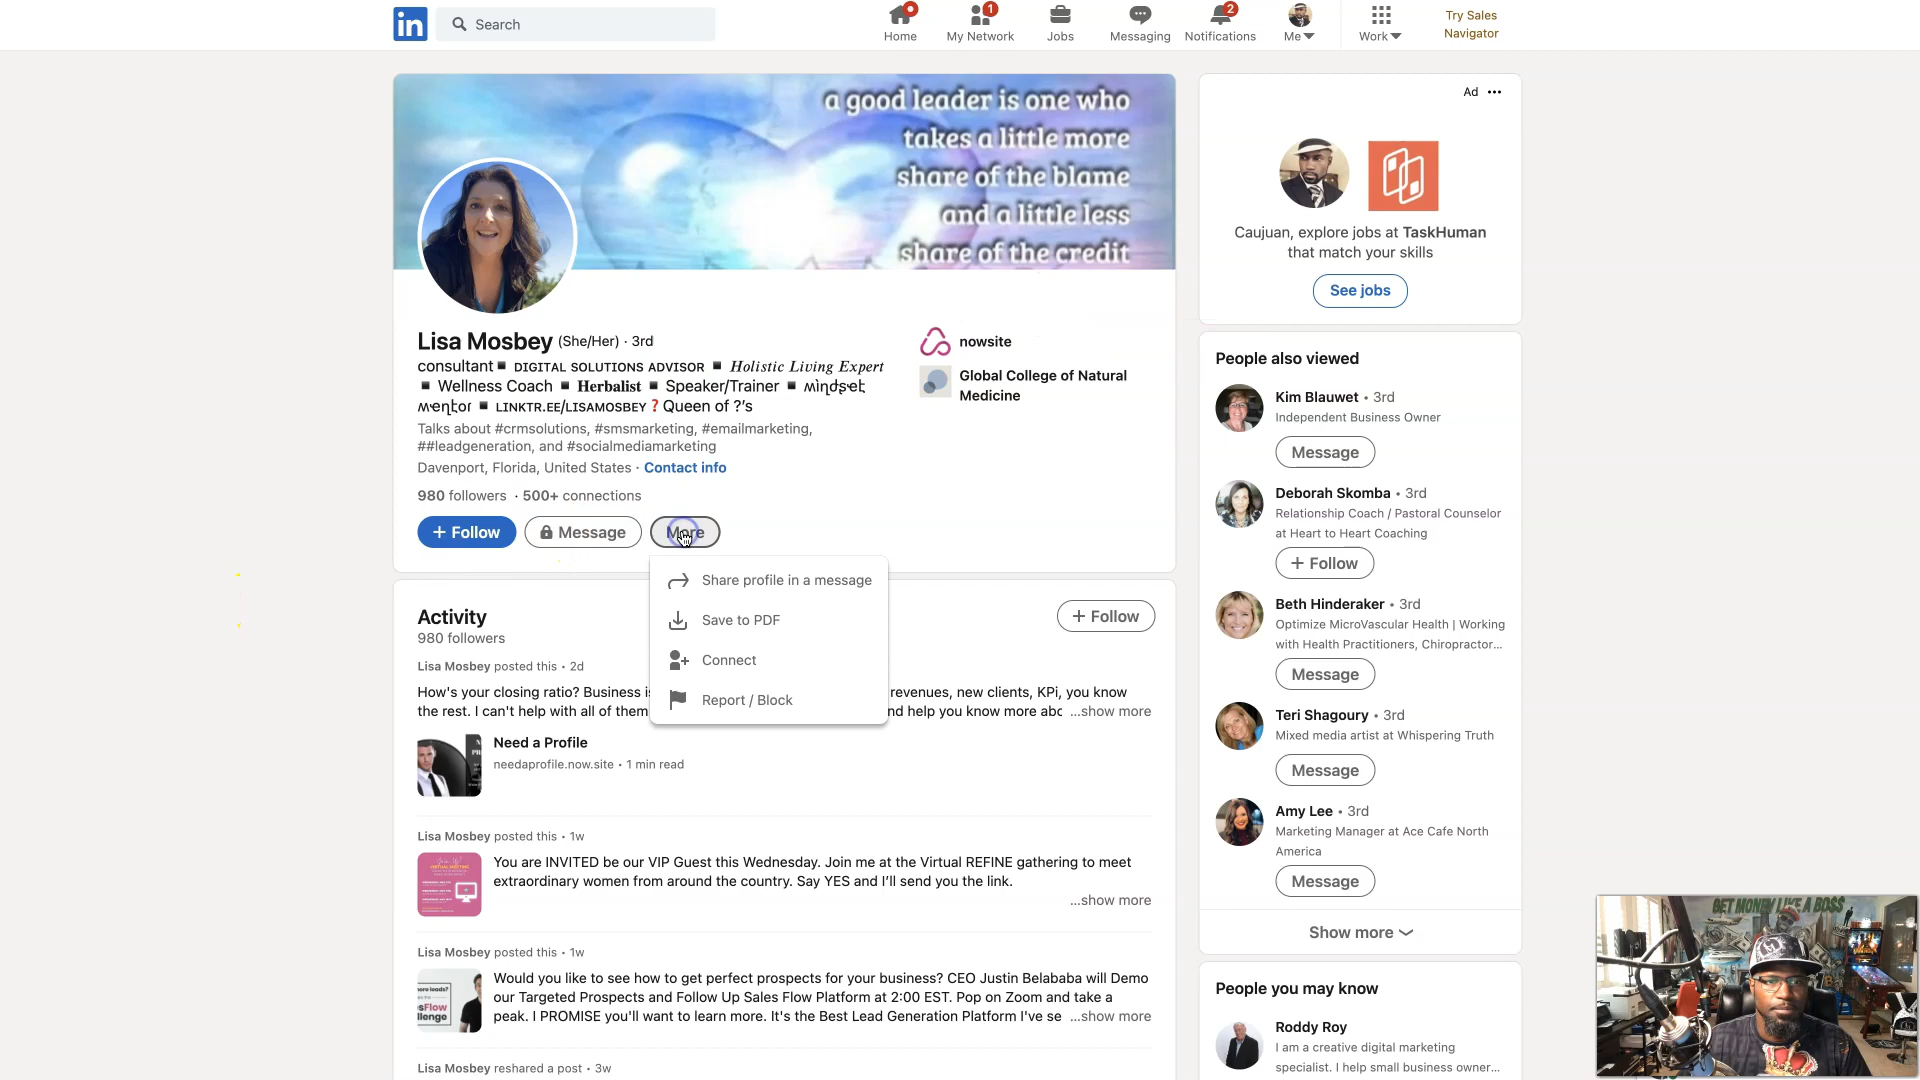 in
Search
Home
1
My Network
Jobs
Messaging
2
Notifications
Me
Work
Try Sales
Navigator
a good leader is one who
takes a little more
share of the blame
and a little less
share of the credit
Lisa Mosbey (She/Her) · 3rd
consultant ◾ ᴅɪɢɪᴛᴀʟ ꜱᴏʟᴜᴛɪᴏɴꜱ ᴀᴅᴠɪꜱᴏʀ ◾ 𝐻𝑜𝑙𝑖𝑠𝑡𝑖𝑐 𝐿𝑖𝑣𝑖𝑛𝑔 𝐸𝑥𝑝𝑒𝑟𝑡
◾ Wellness Coach ◾ 𝐇𝐞𝐫𝐛𝐚𝐥𝐢𝐬𝐭 ◾ Speaker/Trainer ◾ ɱìղժʂҽէ
ʍҽղէօɾ ◾ ʟɪɴᴋᴛʀ.ᴇᴇ/ʟɪꜱᴀᴍᴏꜱʙᴇʏ ❓Queen of ?'s
Talks about #crmsolutions, #smsmarketing, #emailmarketing,
##leadgeneration, and #socialmediamarketing
Davenport, Florida, United States · Contact info
980 followers · 500+ connections
+ Follow
Message
More
nowsite
Global College of Natural
Medicine
Share profile in a message
Save to PDF
Connect
Report / Block
Activity
980 followers
+ Follow
Lisa Mosbey posted this • 2d
How's your closing ratio? Business i revenues, new clients, KPi, you know
the rest. I can't help with all of them nd help you know more abc ...show more
Need a Profile
needaprofile.now.site • 1 min read
Lisa Mosbey posted this • 1w
You are INVITED be our VIP Guest this Wednesday. Join me at the Virtual REFINE gathering to meet
extraordinary women from around the country. Say YES and I'll send you the link.
...show more
Lisa Mosbey posted this • 1w
Would you like to see how to get perfect prospects for your business? CEO Justin Belababa will Demo
our Targeted Prospects and Follow Up Sales Flow Platform at 2:00 EST. Pop on Zoom and take a
peak. I PROMISE you'll want to learn more. It's the Best Lead Generation Platform I've se ...show more
Lisa Mosbey reshared a post • 3w
Ad
Caujuan, explore jobs at TaskHuman
that match your skills
See jobs
People also viewed
Kim Blauwet • 3rd
Independent Business Owner
Message
Deborah Skomba • 3rd
Relationship Coach / Pastoral Counselor
at Heart to Heart Coaching
+ Follow
Beth Hinderaker • 3rd
Optimize MicroVascular Health | Working
with Health Practitioners, Chiropractor...
Message
Teri Shagoury • 3rd
Mixed media artist at Whispering Truth
Message
Amy Lee • 3rd
Marketing Manager at Ace Cafe North
America
Message
Show more
People you may know
Roddy Roy
I am a creative digital marketing
specialist. I help small business owner...
GET MONEY LIKE A BOSS